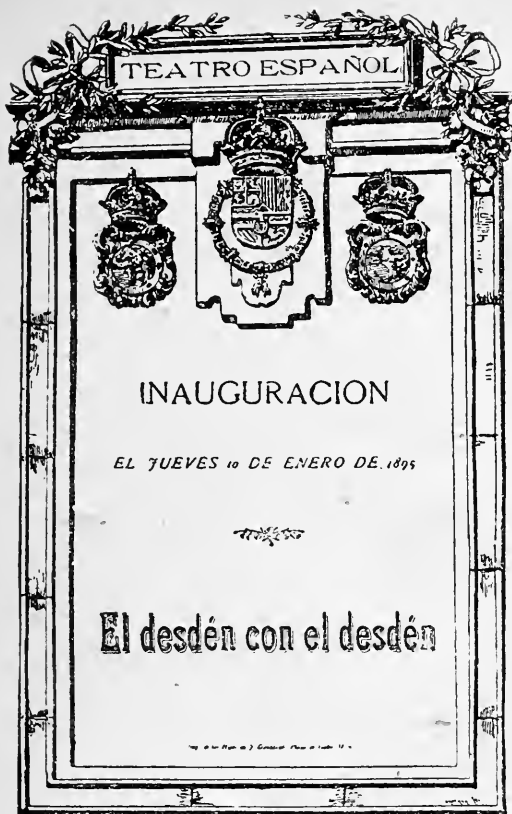 TEATRO ESPAÑOL
INAUGURACION
EL JUEVES 10 DE ENERO DE 1895
El desdén con el desdén